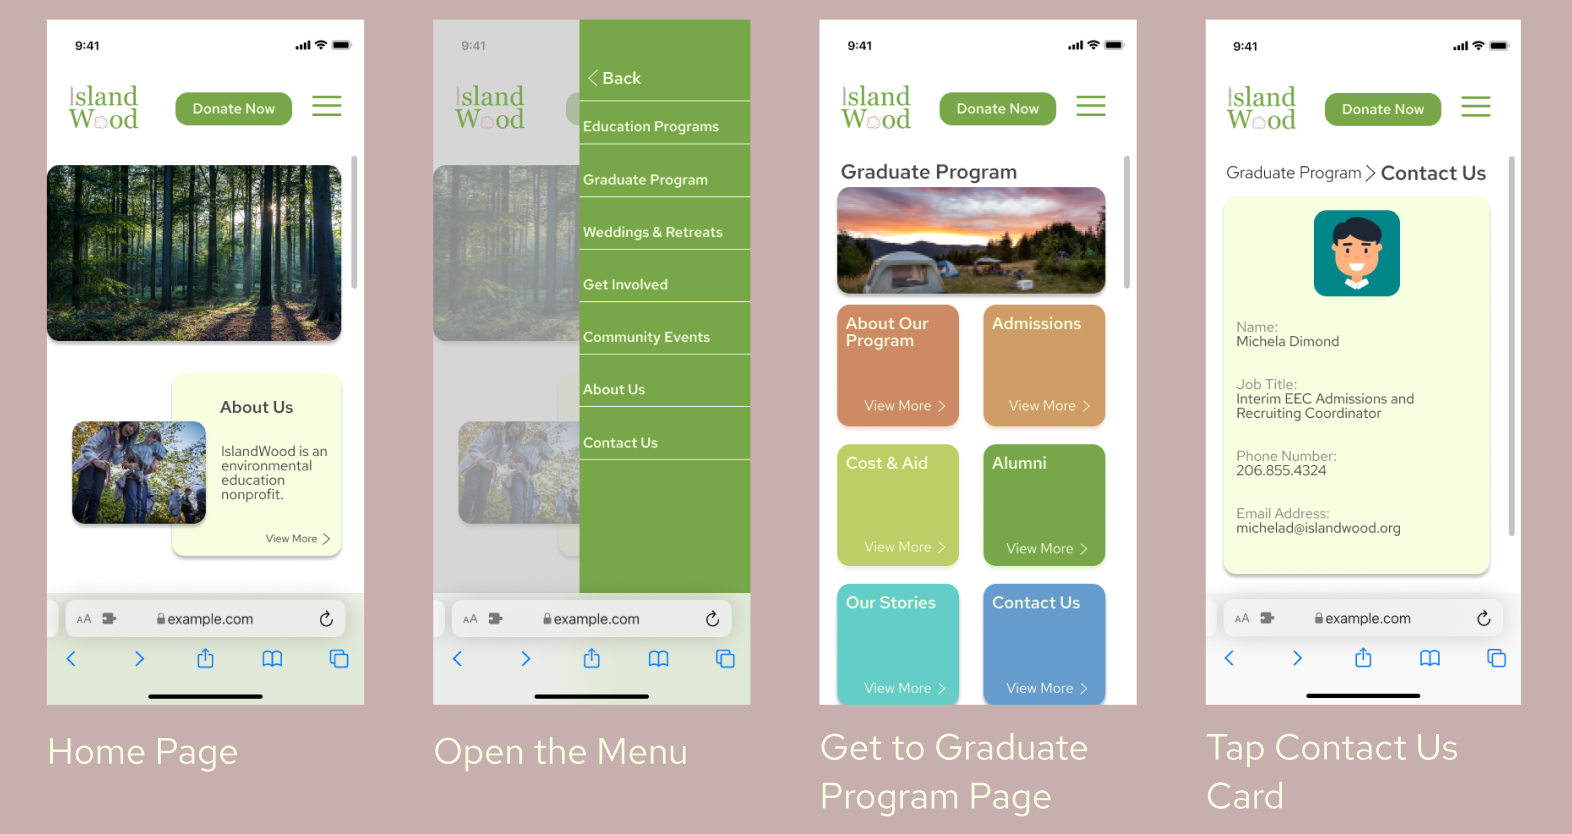 9:41
Island
Wood
Donate Now
About Us
IslandWood is an
environmental
education
nonprofit.
View More
AA
example.com
Home Page
9:41
Island
Wood
Back
Education Programs
Graduate Program
Weddings & Retreats
Get Involved
Community Events
About Us
Contact Us
AA
example.com
Open the Menu
9:41
Island
Wood
Donate Now
Graduate Program
About Our
Program
View More
Admissions
View More
Cost & Aid
View More
Alumni
View More
Our Stories
View More
Contact Us
View More
Get to Graduate
Program Page
9:41
Island
Wood
Donate Now
Graduate Program > Contact Us
Name:
Michela Dimond
Job Title:
Interim EEC Admissions and
Recruiting Coordinator
Phone Number:
206.855.4324
Email Address:
michelad@islandwood.org
AA
example.com
Tap Contact Us
Card